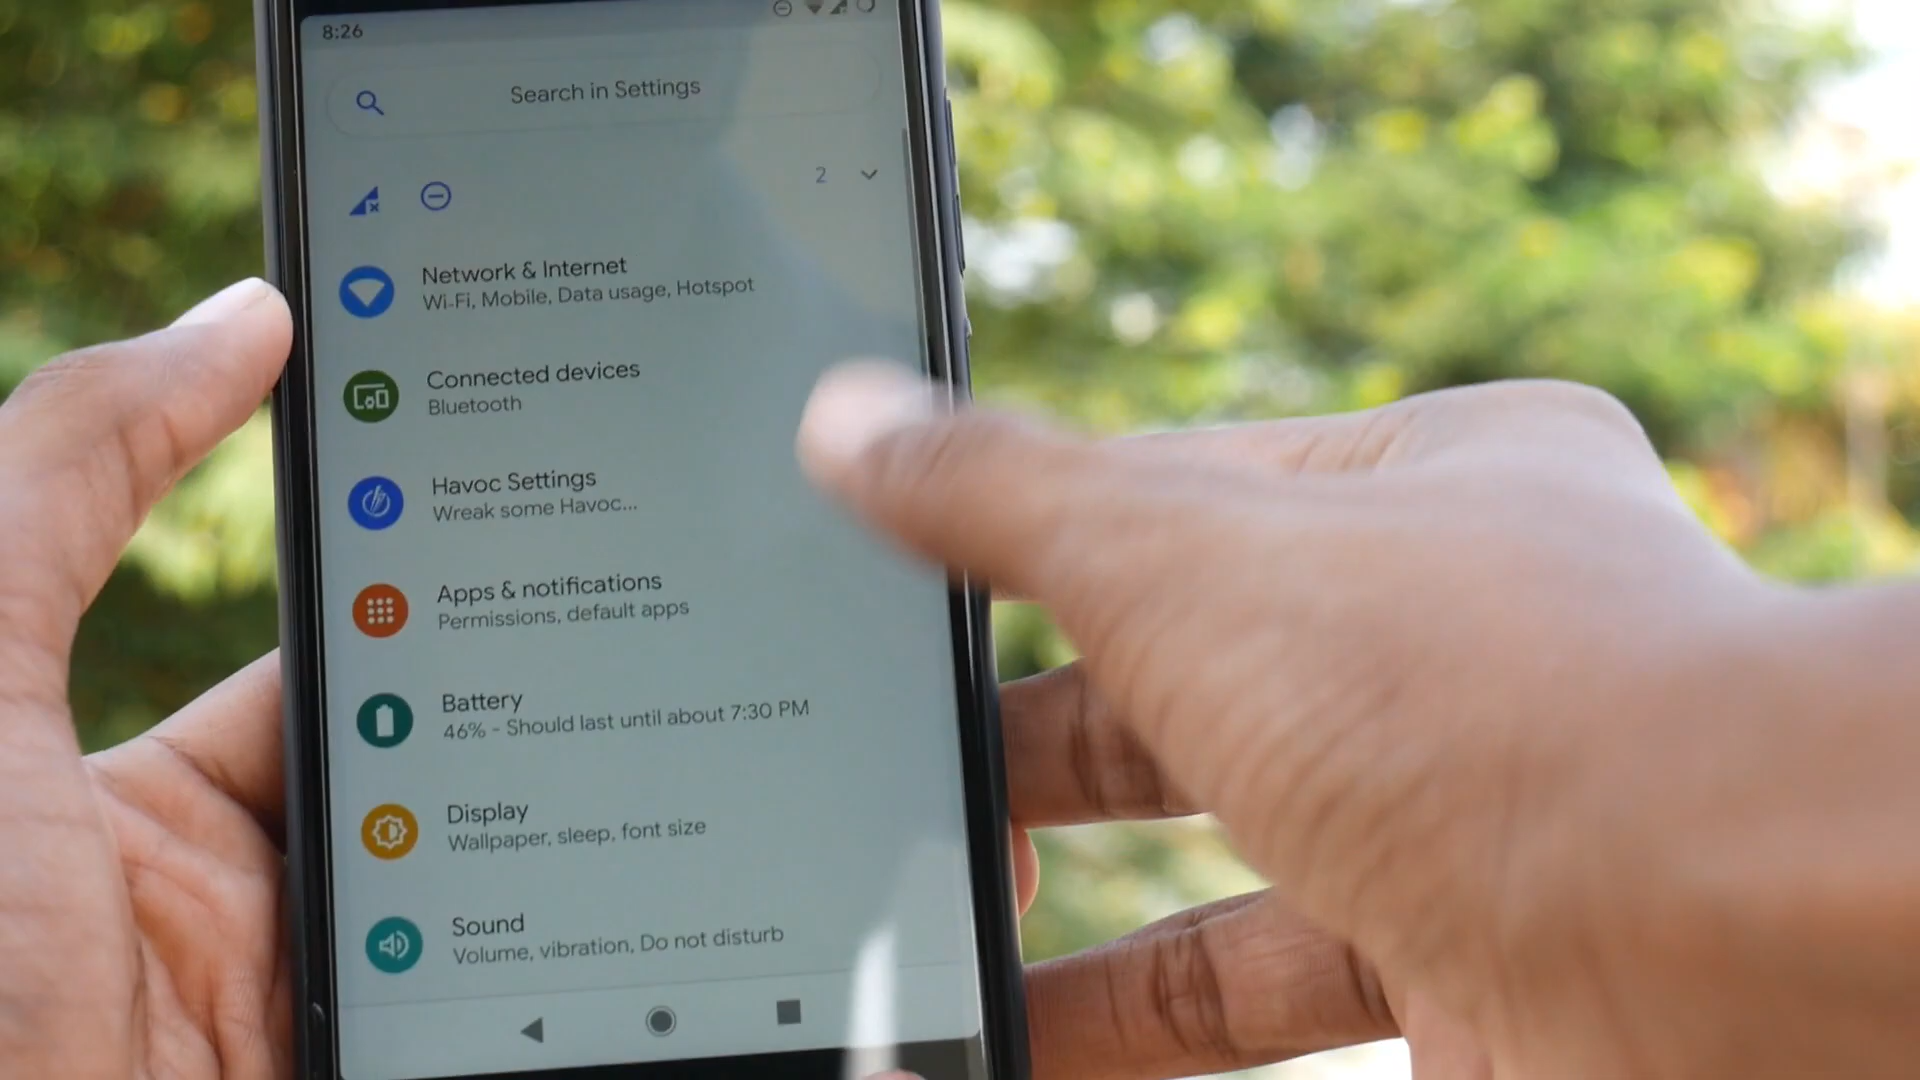 8:26
Search in Settings
2
Network & Internet
Wi-Fi, Mobile, Data usage, Hotspot
Connected devices
Bluetooth
Havoc Settings
Wreak some Havoc...
Apps & notifications
Permissions, default apps
Battery
46% - Should last until about 7:30 PM
Display
Wallpaper, sleep, font size
Sound
Volume, vibration, Do not disturb